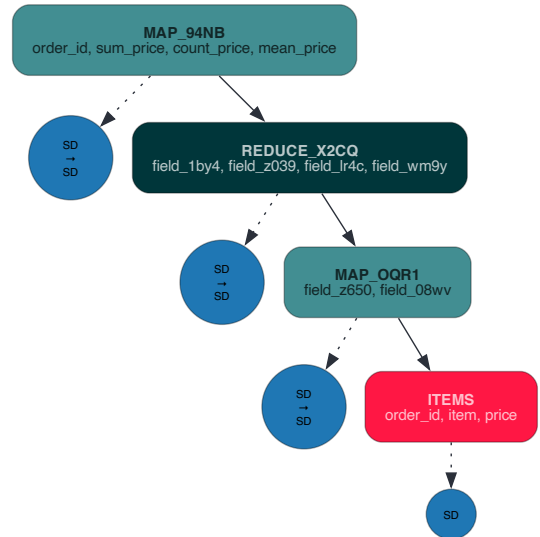 MAP_94NB
order_id, sum_price, count_price, mean_price
SD
→
SD
REDUCE_X2CQ
field_1by4, field_z039, field_lr4c, field_wm9y
SD
→
SD
MAP_OQR1
field_z650, field_08wv
SD
→
SD
ITEMS
order_id, item, price
SD